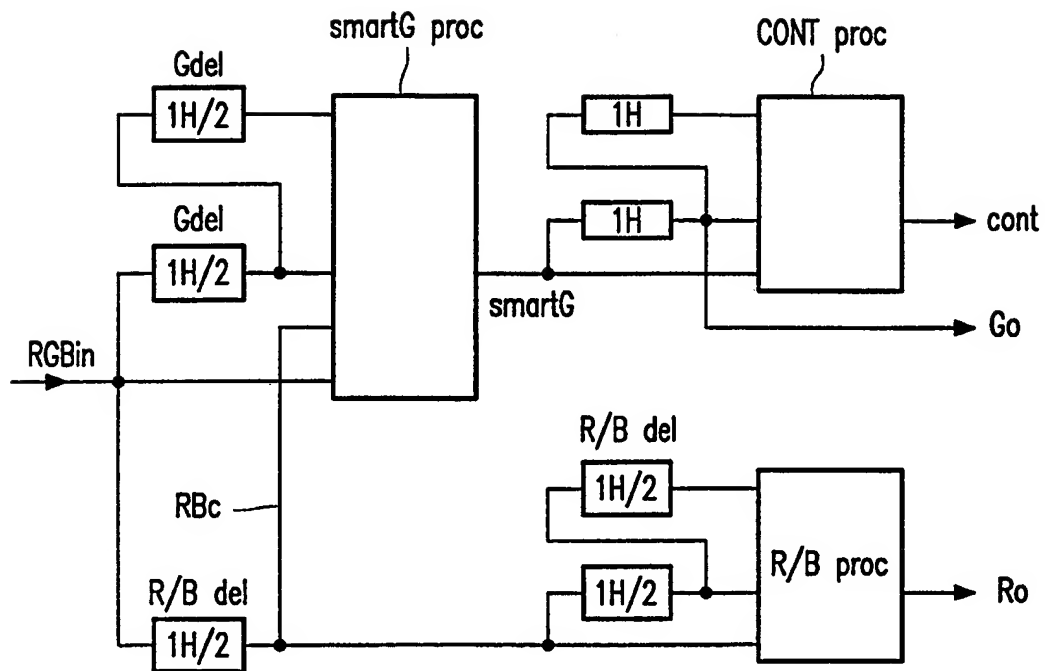 smartG proc
CONT proc
Gdel
1H/2
1H
Gdel
1H/2
1H
cont
smartG
Go
RGBin
R/B del
1H/2
RBc
R/B proc
R/B del
1H/2
1H/2
Ro